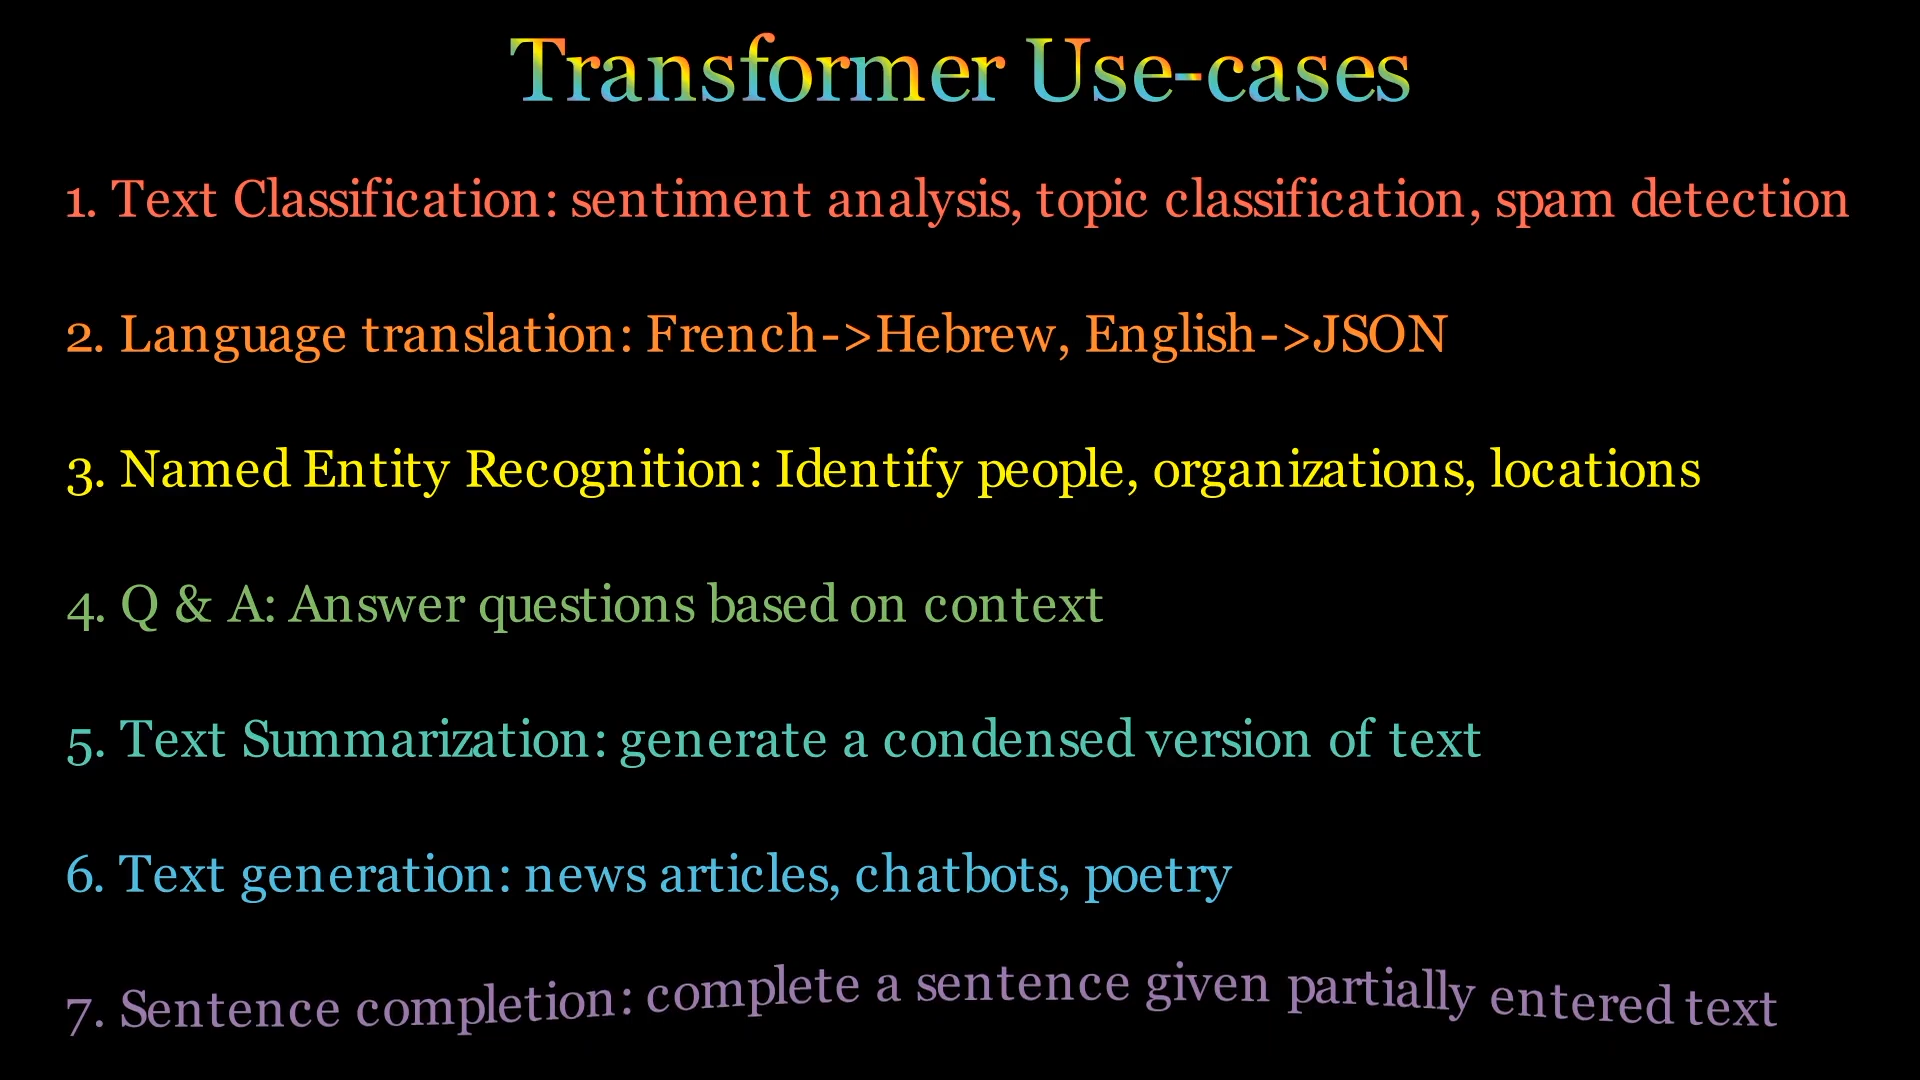 Transformer Use-cases
1. Text Classification: sentiment analysis, topic classification, spam detection
2. Language translation: French->Hebrew, English->JSON
3. Named Entity Recognition: Identify people, organizations, locations
4. Q & A: Answer questions based on context
5. Text Summarization: generate a condensed version of text
6. Text generation: news articles, chatbots, poetry
7. Sentence completion: complete a sentence given partially entered text